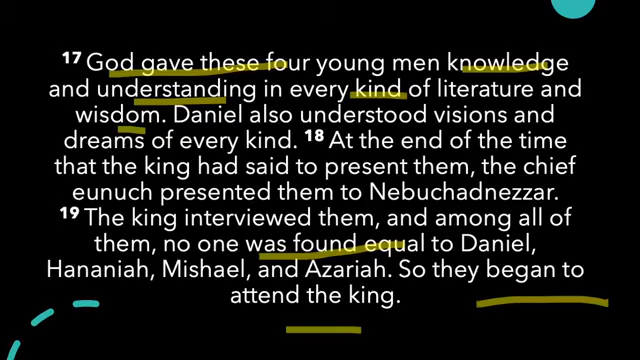 17 God gave these four young men knowledge
and understanding in every kind of literature and
wisdom. Daniel also understood visions and
dreams of every kind. 18 At the end of the time
that the king had said to present them, the chief
eunuch presented them to Nebuchadnezzar.
19 The king interviewed them, and among all of
them, no one was found equal to Daniel,
Hananiah, Mishael, and Azariah. So they began to
attend the king.